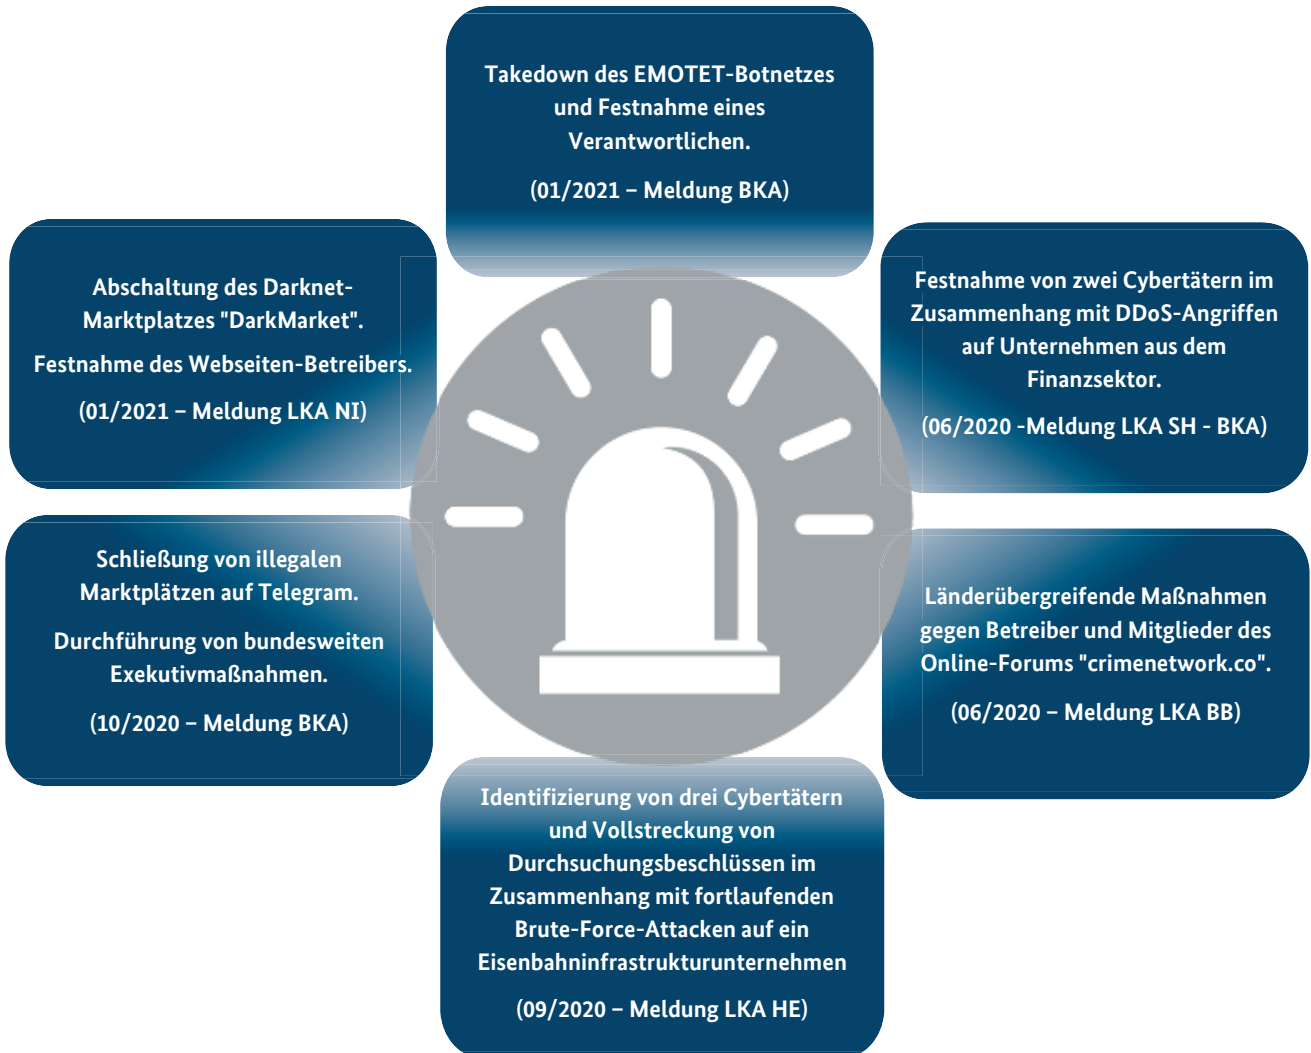 Takedown des EMOTET-Botnetzes
und Festnahme eines
Verantwortlichen.
(01/2021 – Meldung BKA)
Abschaltung des Darknet-
Marktplatzes "DarkMarket".
Festnahme des Webseiten-Betreibers.
(01/2021 – Meldung LKA NI)
Festnahme von zwei Cybertätern im
Zusammenhang mit DDoS-Angriffen
auf Unternehmen aus dem
Finanzsektor.
(06/2020 -Meldung LKA SH - BKA)
Schließung von illegalen
Marktplätzen auf Telegram.
Durchführung von bundesweiten
Exekutivmaßnahmen.
(10/2020 – Meldung BKA)
Länderübergreifende Maßnahmen
gegen Betreiber und Mitglieder des
Online-Forums "crimenetwork.co".
(06/2020 – Meldung LKA BB)
Identifizierung von drei Cybertätern
und Vollstreckung von
Durchsuchungsbeschlüssen im
Zusammenhang mit fortlaufenden
Brute-Force-Attacken auf ein
Eisenbahninfrastrukturunternehmen
(09/2020 – Meldung LKA HE)